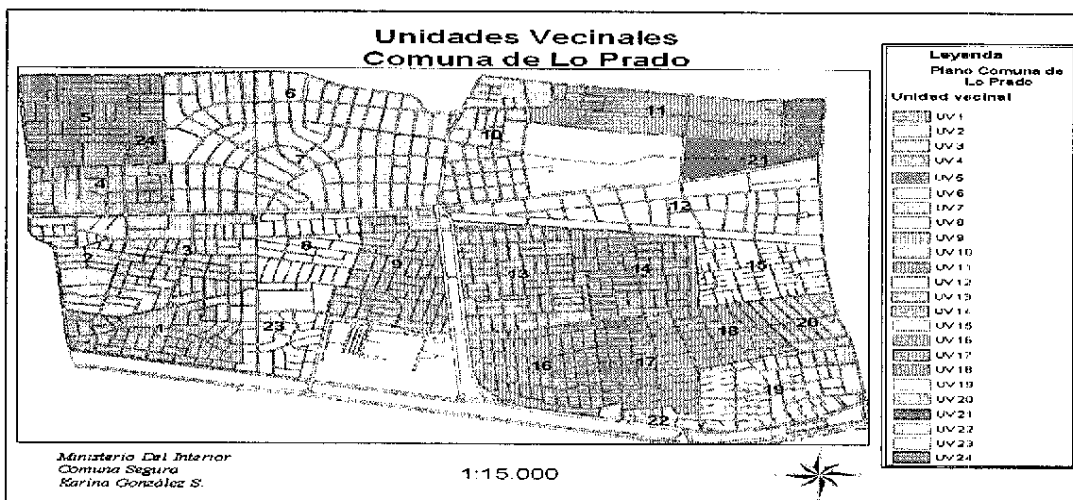 Unidades Vecinales
Comuna de Lo Prado
Leyenda
Plano Comuna de
Lo Prado
Unidad vecinal
UV 1
UV 2
UV 3
UV 4
UV 5
UV 6
UV 7
UV 8
UV 9
UV 10
UV 11
UV 12
UV 13
UV 14
UV 15
UV 16
UV 17
UV 18
UV 19
UV 20
UV 21
UV 22
UV 23
UV 24
6
5
11
24
10
7
21
4
12
2
3
8
9
13
14
15
1
23
18
20
16
17
19
22
Ministerio Del Interior
Comuna Segura
Karina González S.
1:15.000